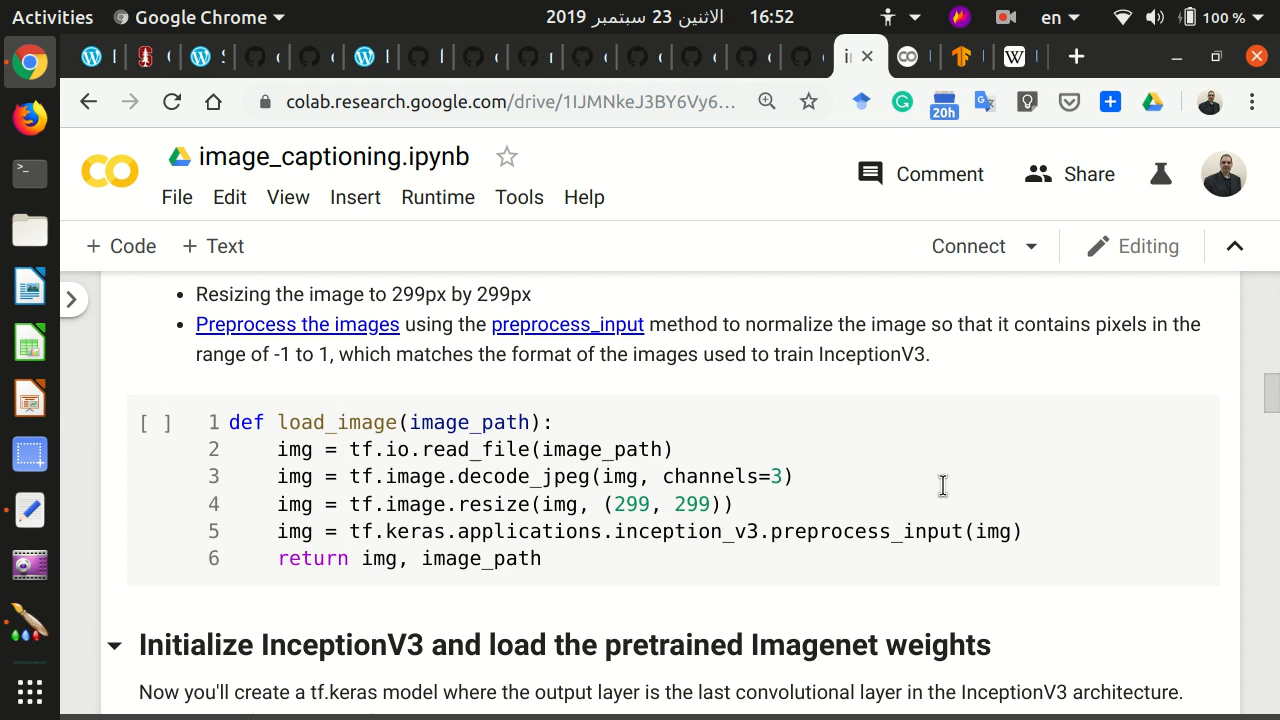 Activities Google Chrome الاثنين 23 سبتمبر 2019 16:52 en 100 %
colab.research.google.com/drive/1IJMNkeJ3BY6Vy6... 20h
image_captioning.ipynb
Comment Share
File Edit View Insert Runtime Tools Help
+ Code + Text Connect Editing
Resizing the image to 299px by 299px
Preprocess the images using the preprocess_input method to normalize the image so that it contains pixels in the
range of -1 to 1, which matches the format of the images used to train InceptionV3.
[ ] 1 def load_image(image_path):
2 img = tf.io.read_file(image_path)
3 img = tf.image.decode_jpeg(img, channels=3)
4 img = tf.image.resize(img, (299, 299))
5 img = tf.keras.applications.inception_v3.preprocess_input(img)
6 return img, image_path
Initialize InceptionV3 and load the pretrained Imagenet weights
Now you'll create a tf.keras model where the output layer is the last convolutional layer in the InceptionV3 architecture.